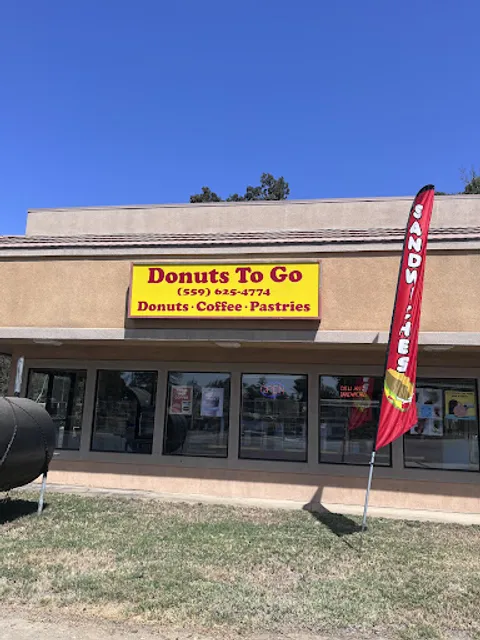 Donuts To Go
(559) 625-4774
Donuts · Coffee · Pastries
SANDWICHES
OPEN